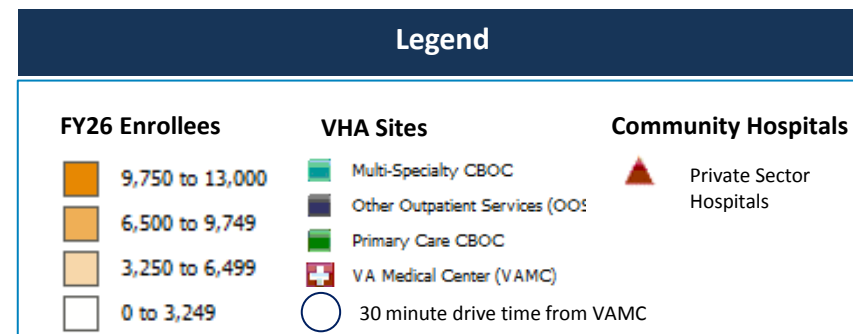 Legend
FY26 Enrollees
9,750 to 13,000
6,500 to 9,749
3,250 to 6,499
0 to 3,249
VHA Sites
Multi-Specialty CBOC
Other Outpatient Services (OOS
Primary Care CBOC
VA Medical Center (VAMC)
30 minute drive time from VAMC
Community Hospitals
Private Sector
Hospitals